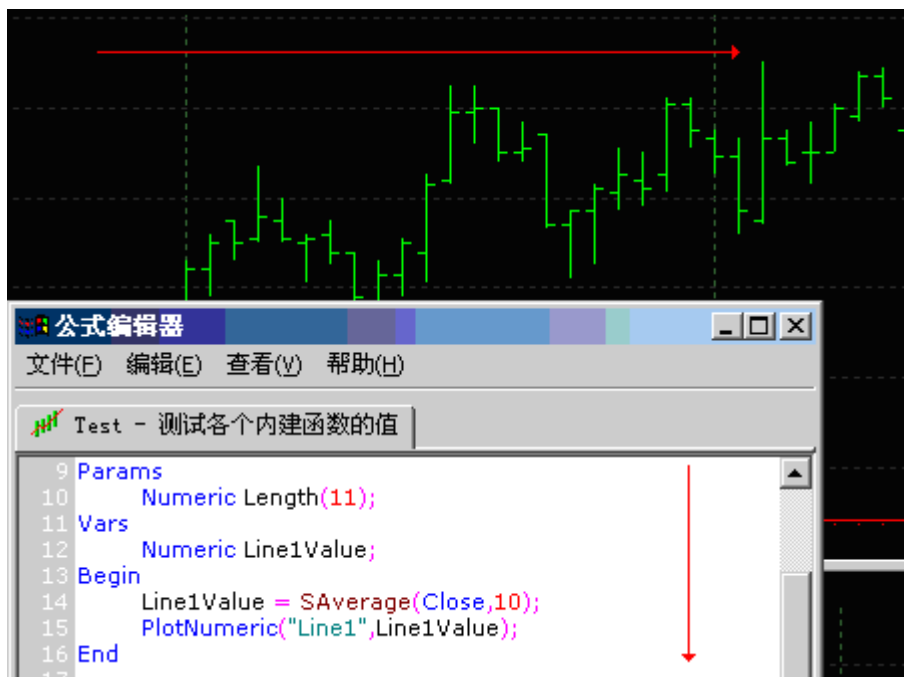 公式编辑器
文件(F) 编辑(E) 查看(V) 帮助(H)
Test - 测试各个内建函数的值
9 Params
10 Numeric Length(11);
11 Vars
12 Numeric Line1Value;
13 Begin
14 Line1Value = SAverage(Close,10);
15 PlotNumeric("Line1",Line1Value);
16 End
17